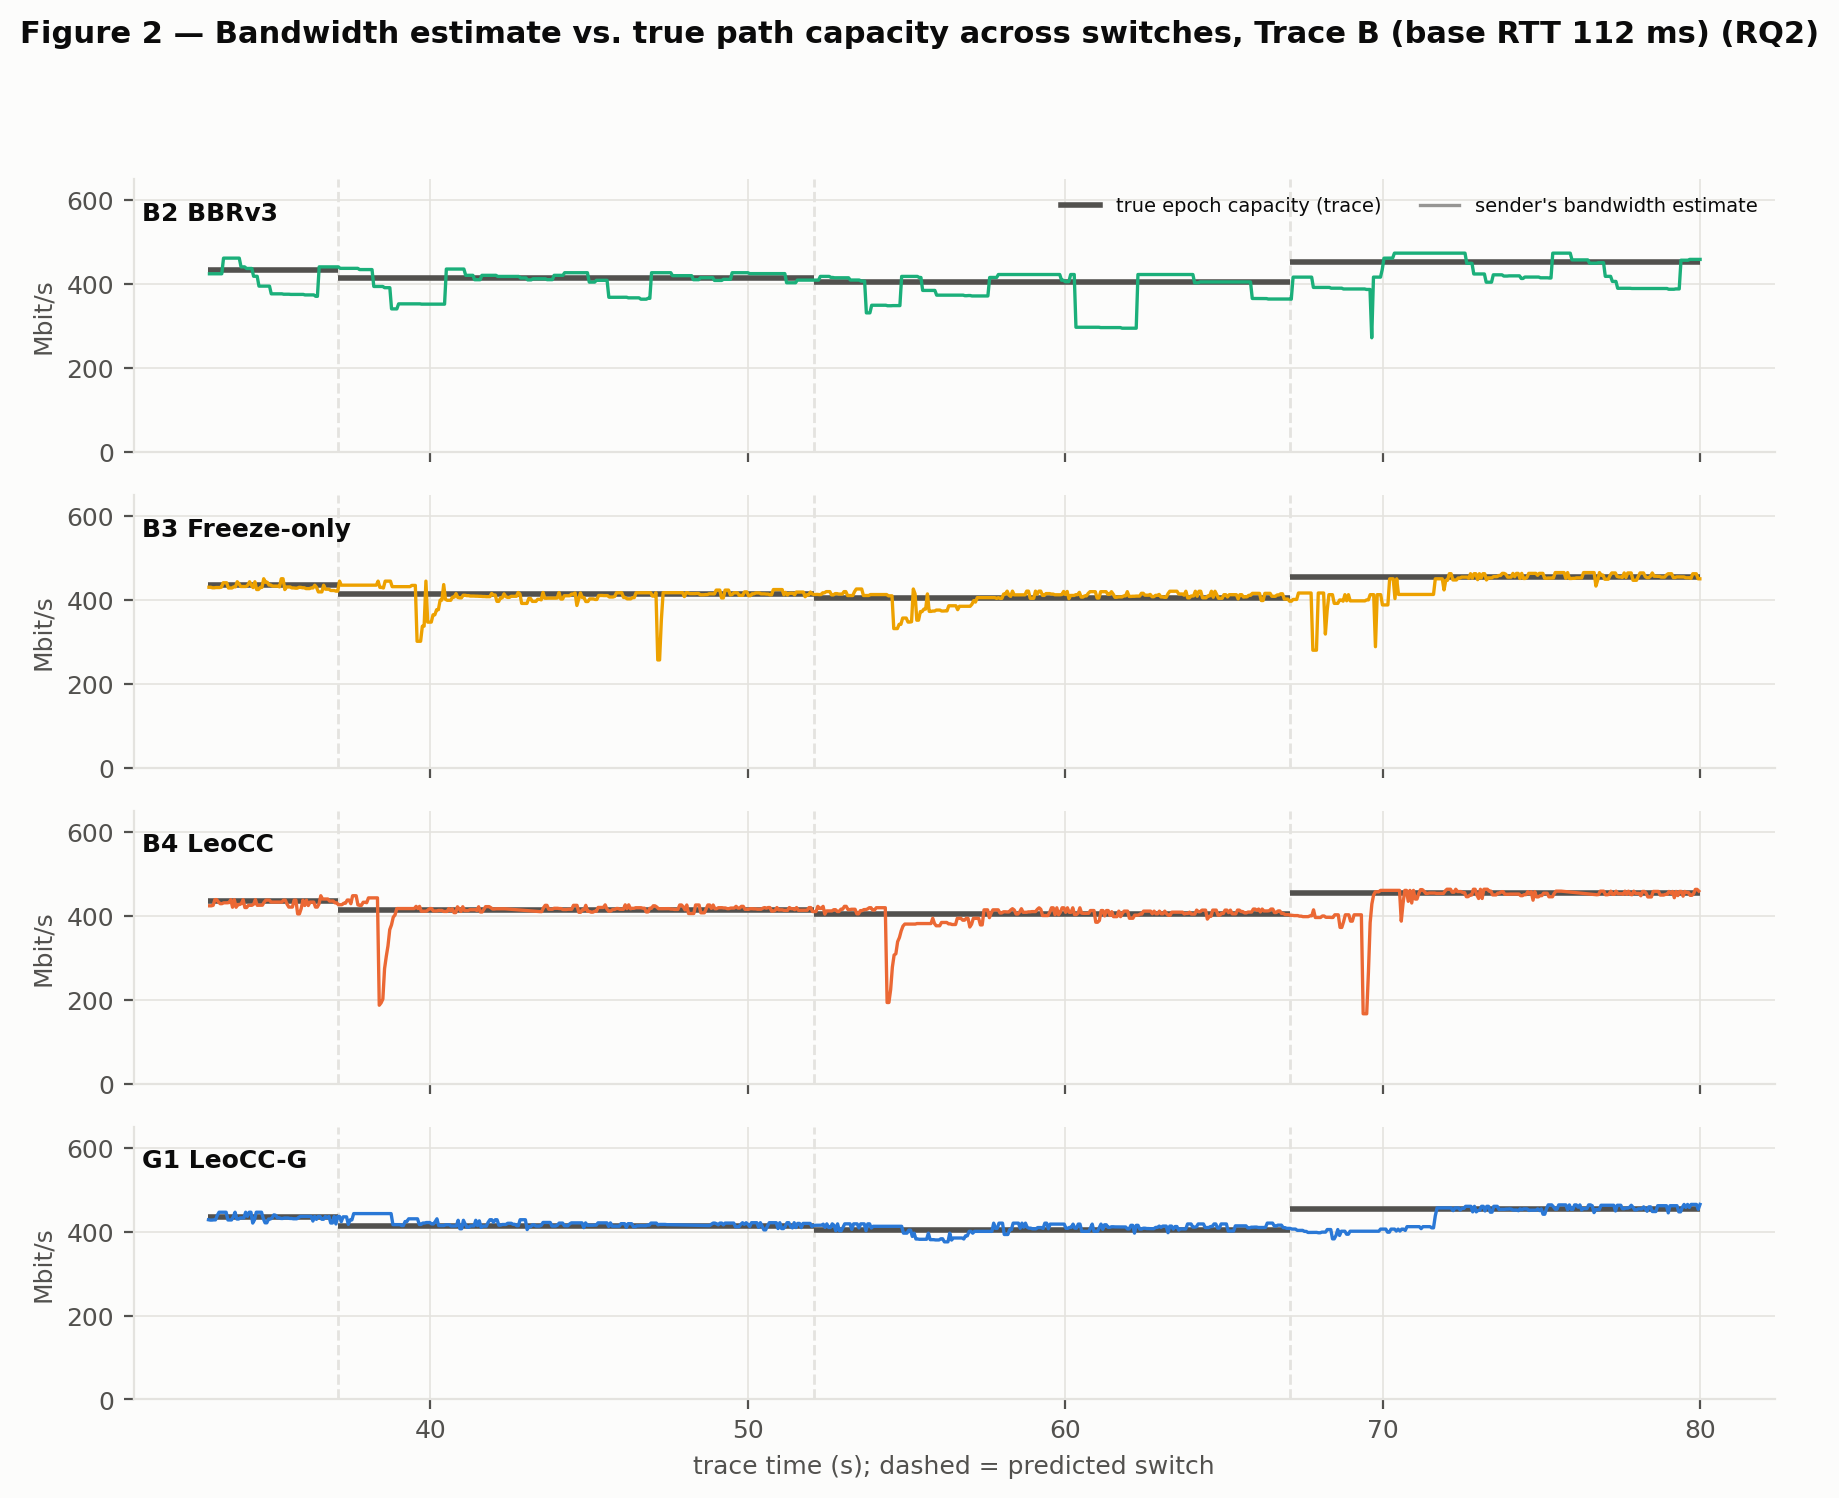 Figure 2 — Bandwidth estimate vs. true path capacity across switches, Trace B (base RTT 112 ms) (RQ2)
B2 BBRv3
true epoch capacity (trace)
sender's bandwidth estimate
600
400
200
0
Mbit/s
B3 Freeze-only
600
400
200
0
Mbit/s
B4 LeoCC
600
400
200
0
Mbit/s
G1 LeoCC-G
600
400
200
0
Mbit/s
40 50 60 70 80
trace time (s); dashed = predicted switch